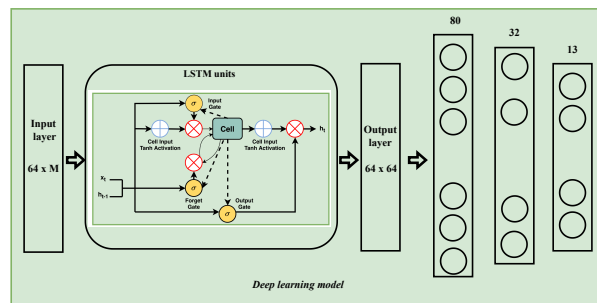 80
32
13
LSTM units
Input
layer
64 x M
σ
Input
Gate
Cell
Cell Input
Tanh Activation
Cell Input
Tanh Activation
h_t
X_t
h_t-1
σ
Forget
Gate
Output
Gate
σ
Output
layer
64 x 64
Deep learning model